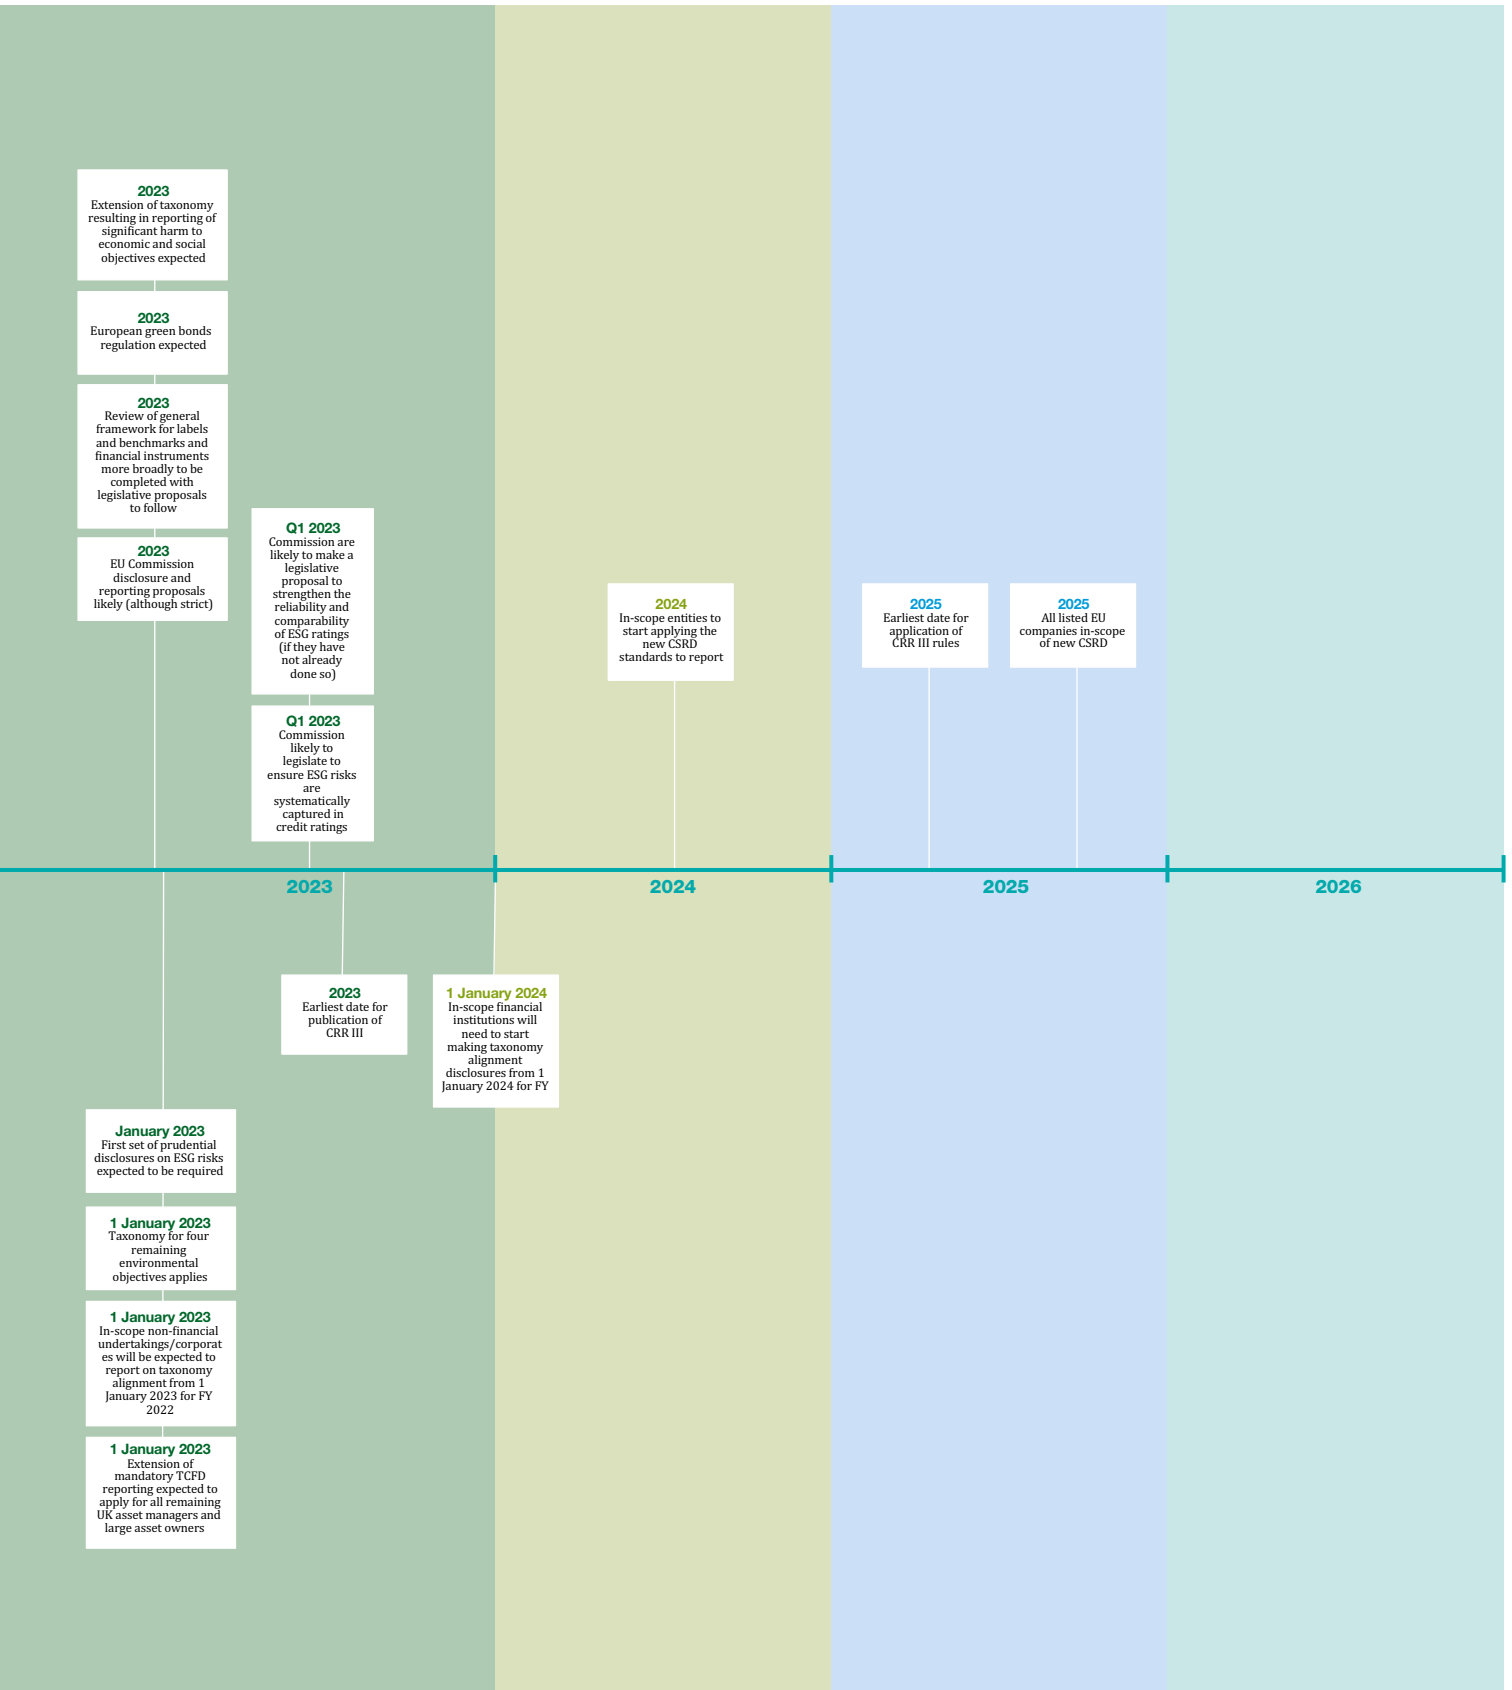 2023
Extension of taxonomy
resulting in reporting of
significant harm to
economic and social
objectives expected
2023
European green bonds
regulation expected
2023
Review of general
framework for labels
and benchmarks and
financial instruments
more broadly to be
completed with
legislative proposals
to follow
2023
EU Commission
disclosure and
reporting proposals
likely (although strict)
Q1 2023
Commission are
likely to make a
legislative
proposal to
strengthen the
reliability and
comparability
of ESG ratings
(if they have
not already
done so)
Q1 2023
Commission
likely to
legislate to
ensure ESG risks
are
systematically
captured in
credit ratings
2024
In-scope entities to
start applying the
new CSRD
standards to report
2025
Earliest date for
application of
CRR III rules
2025
All listed EU
companies in-scope
of new CSRD
2023
2024
2025
2026
2023
Earliest date for
publication of
CRR III
1 January 2024
In-scope financial
institutions will
need to start
making taxonomy
alignment
disclosures from 1
January 2024 for FY
January 2023
First set of prudential
disclosures on ESG risks
expected to be required
1 January 2023
Taxonomy for four
remaining
environmental
objectives applies
1 January 2023
In-scope non-financial
undertakings/corporat
es will be expected to
report on taxonomy
alignment from 1
January 2023 for FY
2022
1 January 2023
Extension of
mandatory TCFD
reporting expected to
apply for all remaining
UK asset managers and
large asset owners